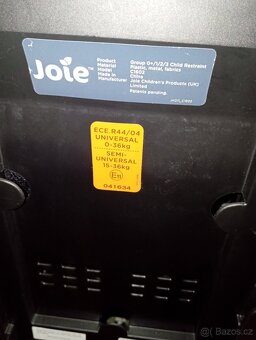 Joie
Product Group 0+/1/2/3 Child Restraint
Material Plastic, metal, fabrics
Model C1602
Made in China
Manufacturer Joie Children's Products (UK)
Limited
Patents pending.
ECE.R44/04
UNIVERSAL
0-36kg
SEMI-
UNIVERSAL
15-36kg
E11
041634
Bazos.cz